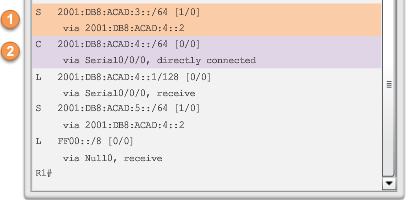 1
S 2001:DB8:ACAD:3::/64 [1/0]
via 2001:DB8:ACAD:4::2
2
C 2001:DB8:ACAD:4::/64 [0/0]
via Serial0/0/0, directly connected
L 2001:DB8:ACAD:4::1/128 [0/0]
via Serial0/0/0, receive
S 2001:DB8:ACAD:5::/64 [1/0]
via 2001:DB8:ACAD:4::2
L FF00::/8 [0/0]
via Null0, receive
R1#